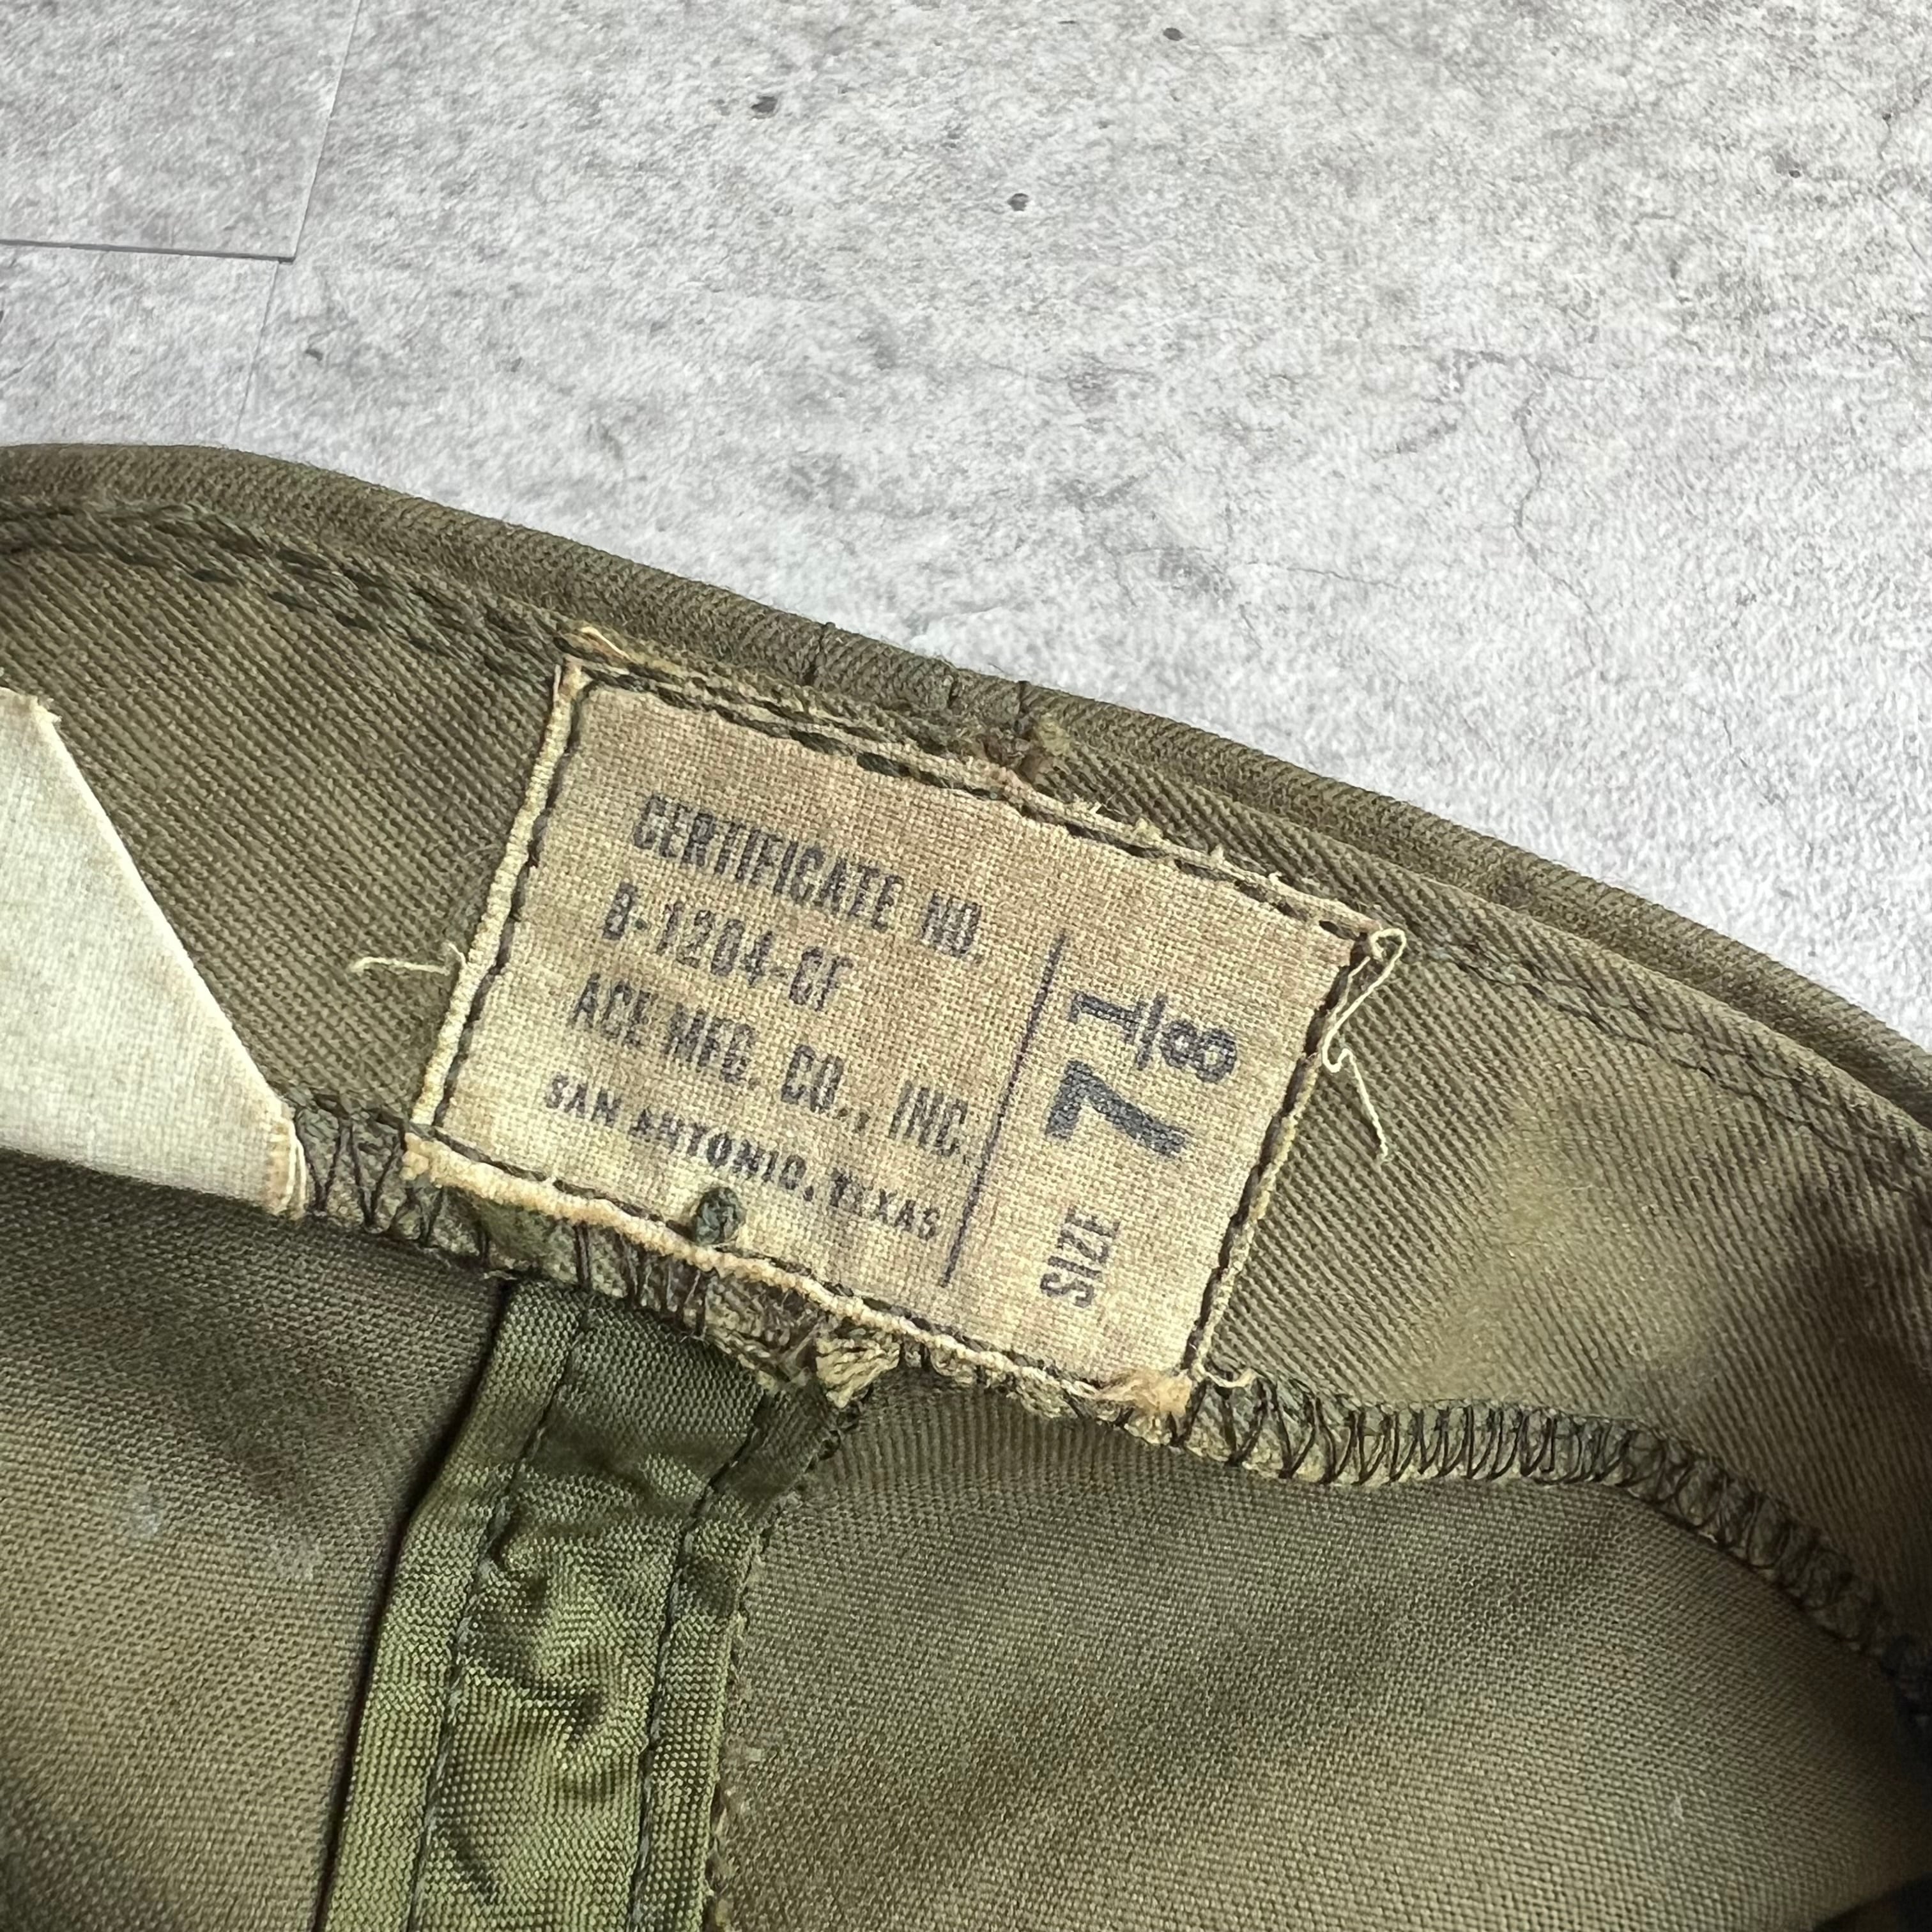 CERTIFICATE NO.
D-1204-CF
ACE MFG. CO., INC.
SAN ANTONIO, TEXAS
SIZE 7 1/8